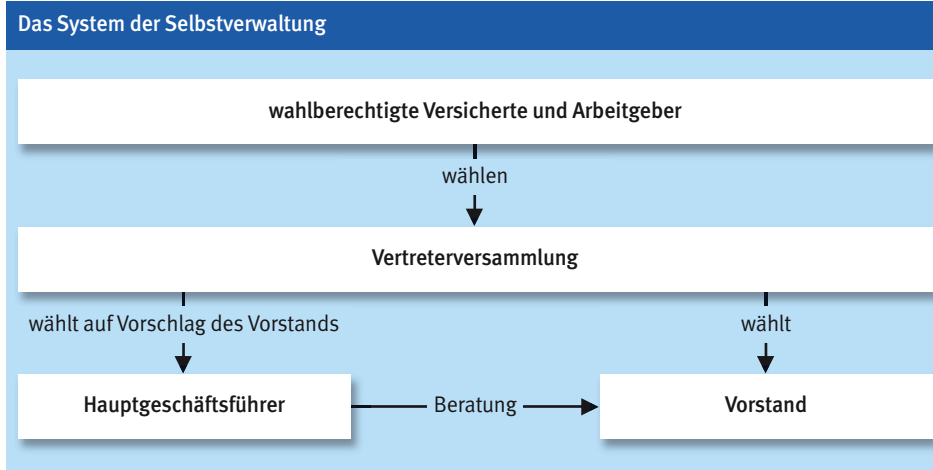 Das System der Selbstverwaltung
wahlberechtigte Versicherte und Arbeitgeber
wählen
Vertreterversammlung
wählt auf Vorschlag des Vorstands
wählt
Hauptgeschäftsführer
Beratung
Vorstand